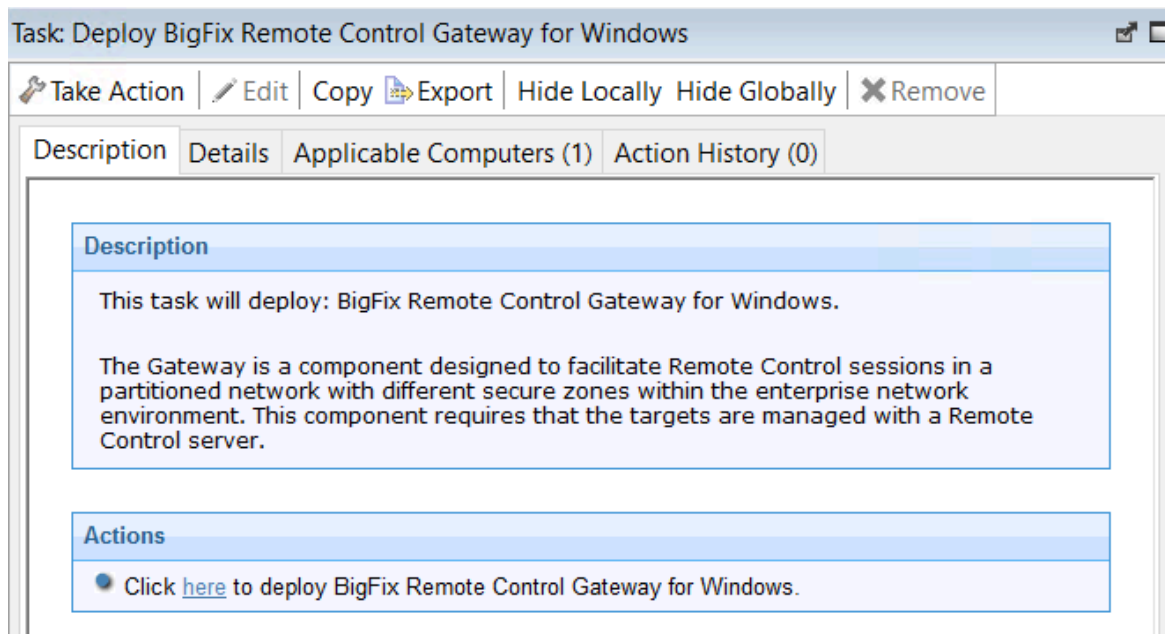 Task: Deploy BigFix Remote Control Gateway for Windows
Take Action Edit Copy Export Hide Locally Hide Globally Remove
Description Details Applicable Computers (1) Action History (0)
Description
This task will deploy: BigFix Remote Control Gateway for Windows.
The Gateway is a component designed to facilitate Remote Control sessions in a
partitioned network with different secure zones within the enterprise network
environment. This component requires that the targets are managed with a Remote
Control server.
Actions
Click here to deploy BigFix Remote Control Gateway for Windows.